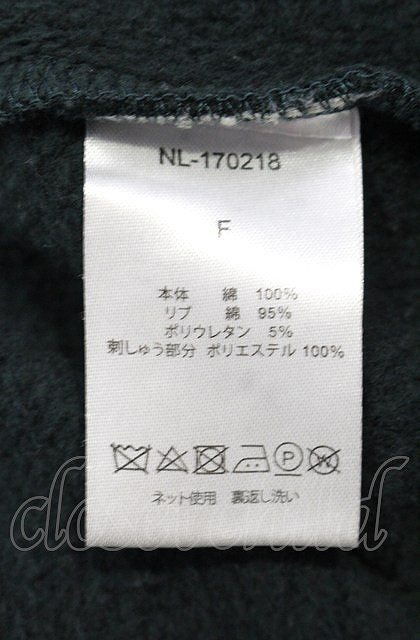 NL-170218
F
本体 綿 100%
リブ 綿 95%
ポリウレタン 5%
刺しゅう部分 ポリエステル 100%
P
W
ネット使用 裏返し洗い
closetchild